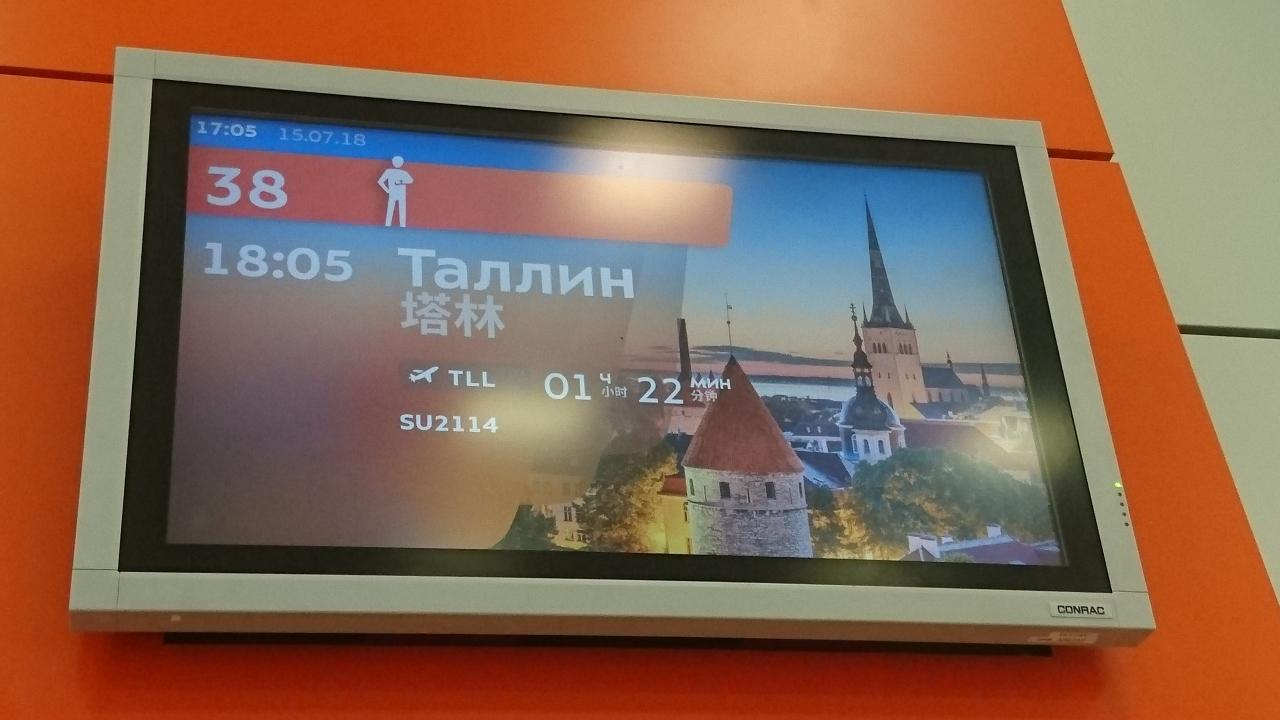 17:05 15.07.18
38
18:05 Таллин
塔林
TLL 01 ч 小时 22 мин 分钟
SU2114
CONRAC